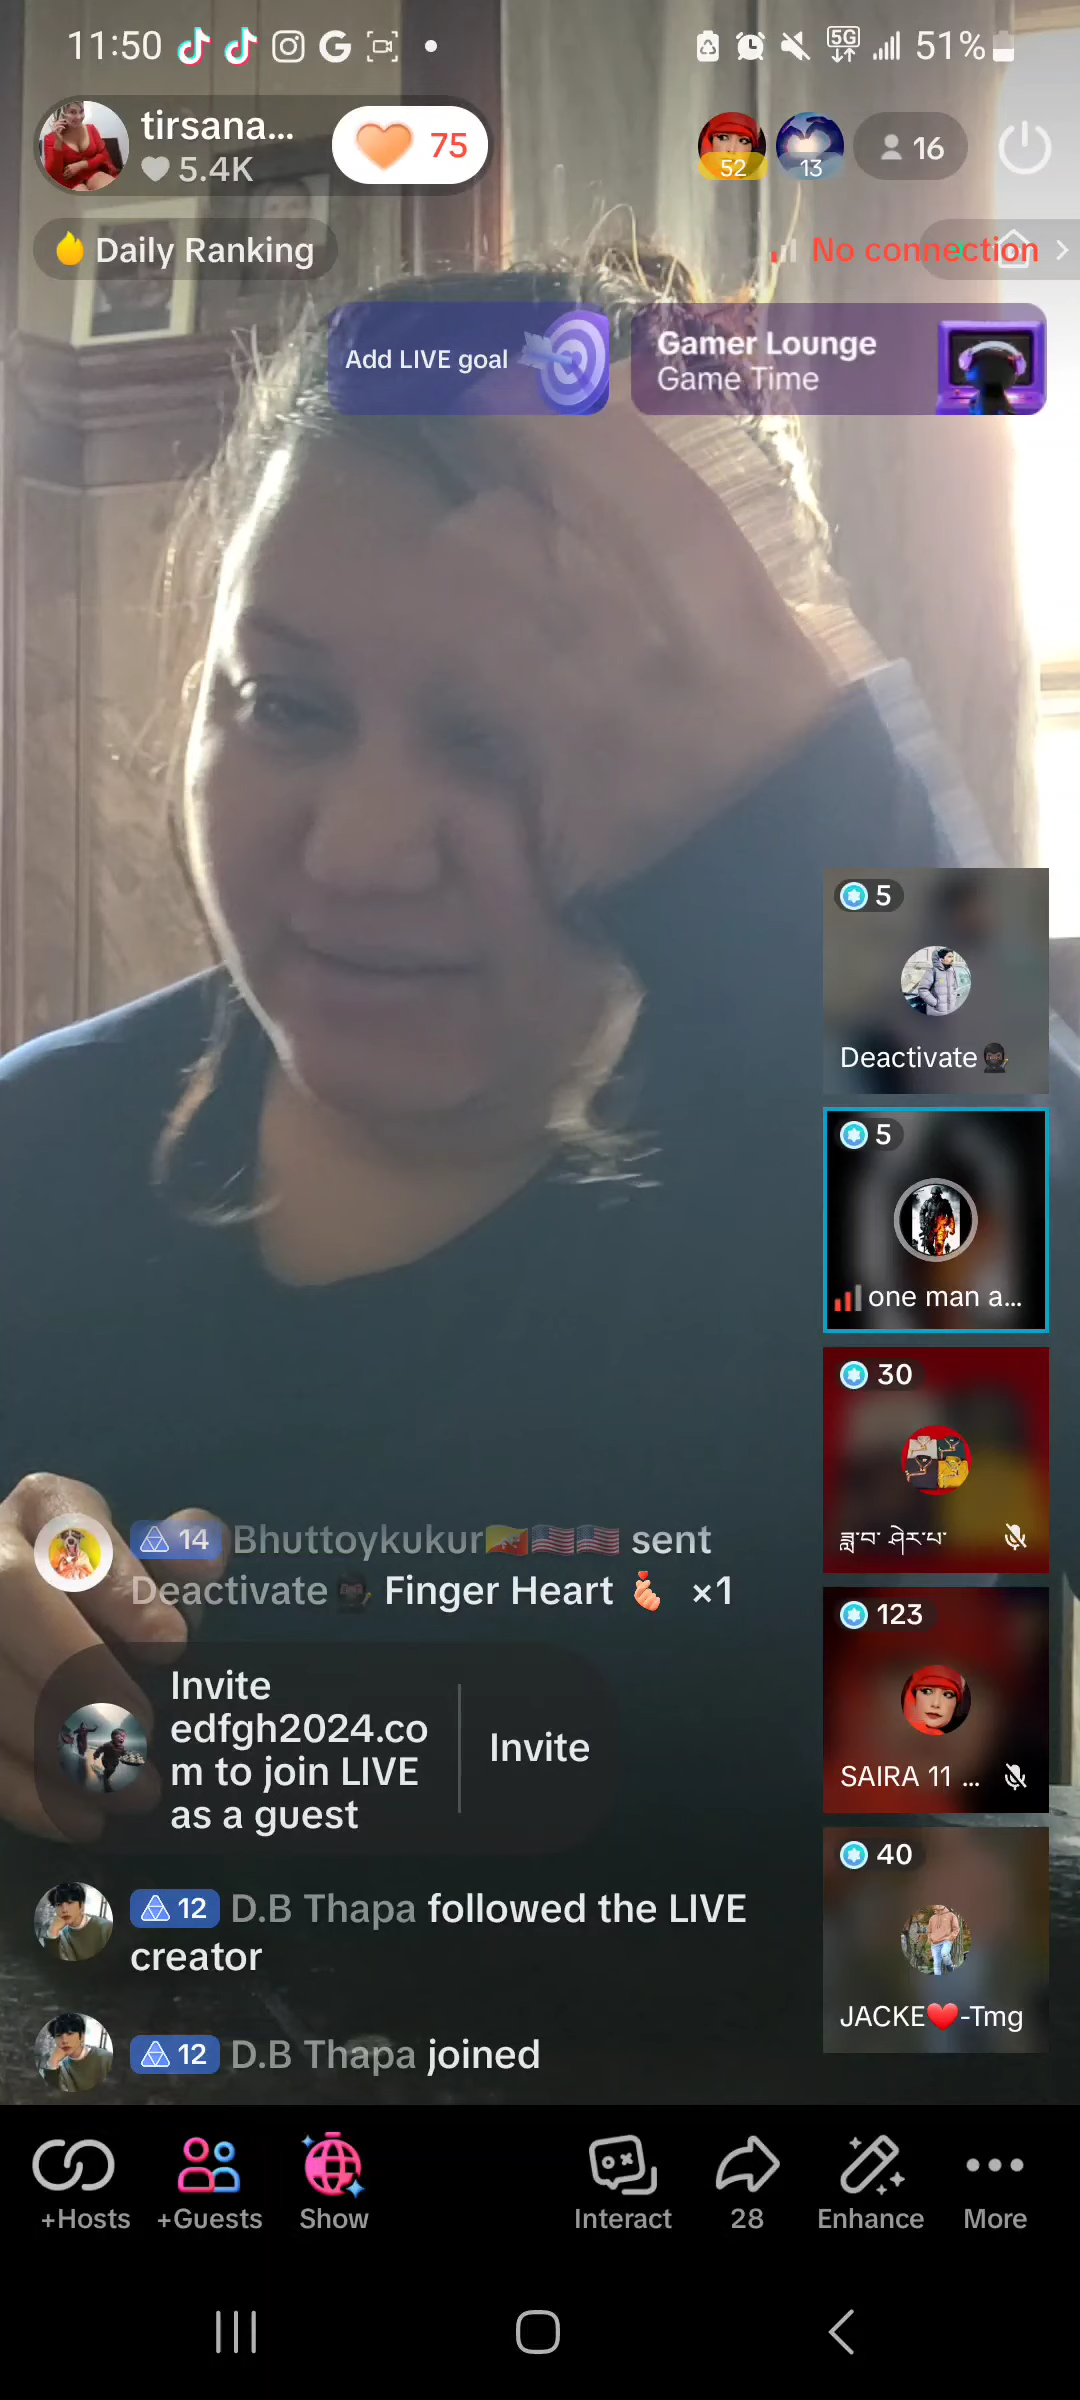 11:50
5G
51%
tirsana...
5.4K
75
52
13
16
Daily Ranking
No connection
Add LIVE goal
Gamer Lounge
Game Time
5
Deactivate
5
one man a...
30
ཟླ་བ་ ཤེར་པ་
123
SAIRA 11 ...
40
JACKE❤️-Tmg
14 Bhuttoykukur🇧🇹🇺🇸🇺🇸 sent
Deactivate Finger Heart ×1
Invite
edfgh2024.co
m to join LIVE
as a guest
Invite
12 D.B Thapa followed the LIVE
creator
12 D.B Thapa joined
+Hosts
+Guests
Show
Interact
28
Enhance
More